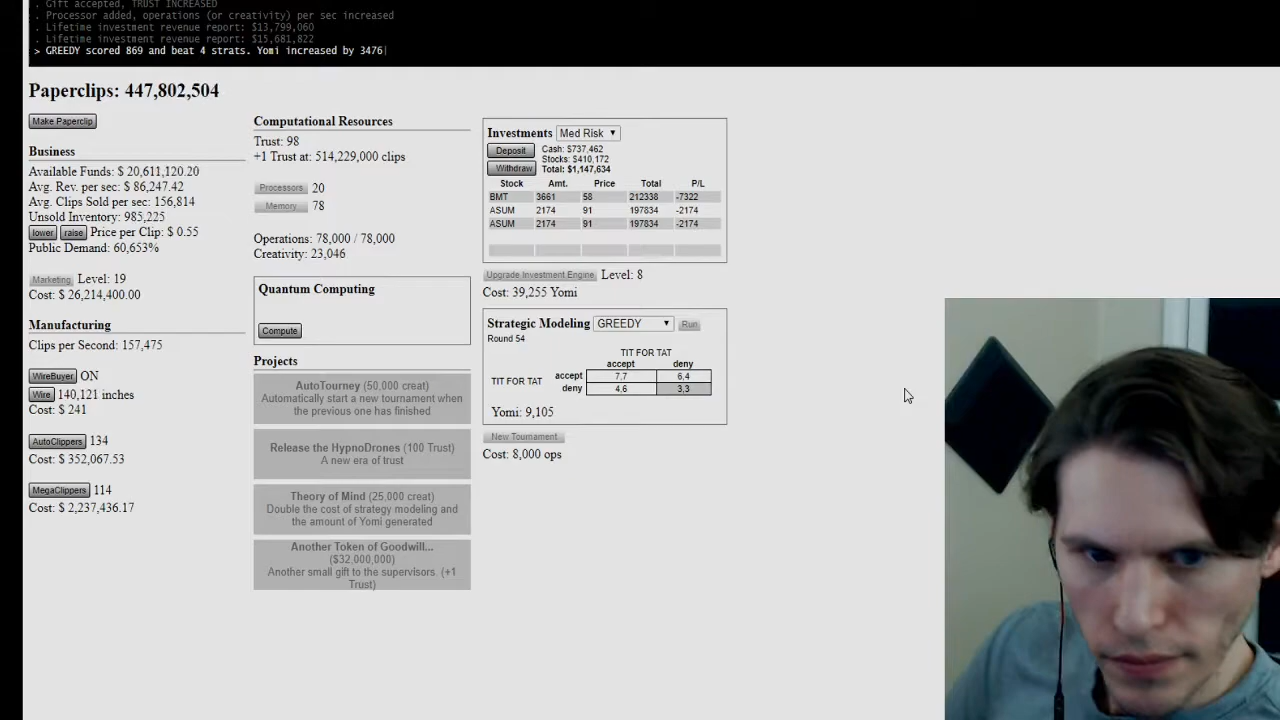 . Gift accepted, TRUST INCREASED
. Processor added, operations (or creativity) per sec increased
. Lifetime investment revenue report: $13,799,060
. Lifetime investment revenue report: $15,681,822
> GREEDY scored 869 and beat 4 strats. Yomi increased by 3476
Paperclips: 447,802,504
Make Paperclip
Business
Available Funds: $ 20,611,120.20
Avg. Rev. per sec: $ 86,247.42
Avg. Clips Sold per sec: 156,814
Unsold Inventory: 985,225
lower raise Price per Clip: $ 0.55
Public Demand: 60,653%
Marketing Level: 19
Cost: $ 26,214,400.00
Manufacturing
Clips per Second: 157,475
WireBuyer ON
Wire 140,121 inches
Cost: $ 241
AutoClippers 134
Cost: $ 352,067.53
MegaClippers 114
Cost: $ 2,237,436.17
Computational Resources
Trust: 98
+1 Trust at: 514,229,000 clips
Processors 20
Memory 78
Operations: 78,000 / 78,000
Creativity: 23,046
Quantum Computing
Compute
Projects
AutoTourney (50,000 creat)
Automatically start a new tournament when
the previous one has finished
Release the HypnoDrones (100 Trust)
A new era of trust
Theory of Mind (25,000 creat)
Double the cost of strategy modeling and
the amount of Yomi generated
Another Token of Goodwill...
($32,000,000)
Another small gift to the supervisors (+1
Trust)
Investments Med Risk
Deposit Cash: $737,462
Stocks: $410,172
Withdraw Total: $1,147,634
Stock Amt. Price Total P/L
BMT 3661 58 212338 -7322
ASUM 2174 91 197834 -2174
ASUM 2174 91 197834 -2174
Upgrade Investment Engine Level: 8
Cost: 39,255 Yomi
Strategic Modeling GREEDY Run
Round 54
TIT FOR TAT
accept deny
TIT FOR TAT accept 7,7 6,4
deny 4,6 3,3
Yomi: 9,105
New Tournament
Cost: 8,000 ops